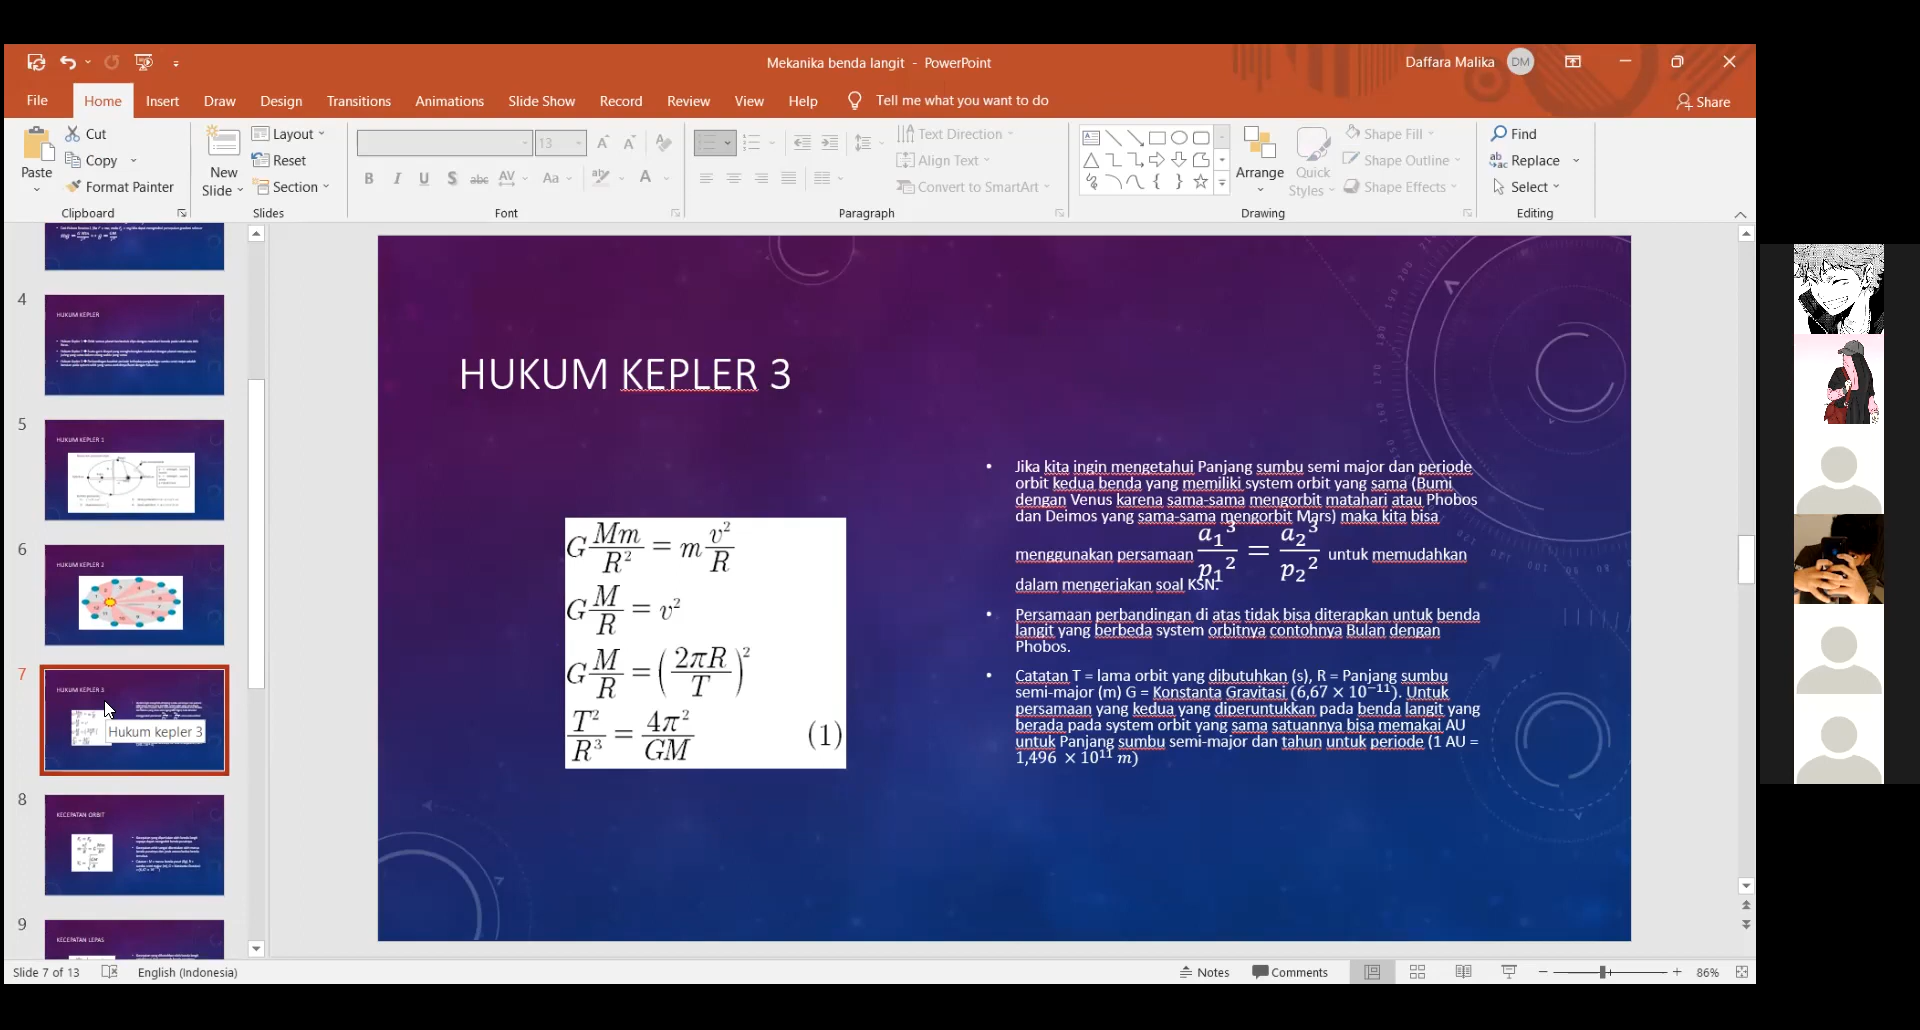 Mekanika benda langit - PowerPoint
Daffara Malika DM
File Home Insert Draw Design Transitions Animations Slide Show Record Review View Help Tell me what you want to do Share
Paste
Cut
Copy
Format Painter
Clipboard
New Slide
Layout
Reset
Section
Slides
13
Font
Text Direction
Align Text
Convert to SmartArt
Paragraph
Arrange
Quick Styles
Shape Fill
Shape Outline
Shape Effects
Drawing
Find
Replace
Select
Editing
4
HUKUM KEPLER
5
HUKUM KEPLER 1
6
HUKUM KEPLER 2
7
HUKUM KEPLER 3
Hukum kepler 3
8
KECEPATAN ORBIT
9
KECEPATAN LEPAS
HUKUM KEPLER 3
G Mm/R² = m v²/R
G M/R = v²
G M/R = (2πR/T)²
T²/R³ = 4π²/GM (1)
• Jika kita ingin mengetahui Panjang sumbu semi major dan periode
orbit kedua benda yang memiliki system orbit yang sama (Bumi
dengan Venus karena sama-sama mengorbit matahari atau Phobos
dan Deimos yang sama-sama mengorbit Mars) maka kita bisa
menggunakan persamaan a₁³/p₁² = a₂³/p₂² untuk memudahkan
dalam mengerjakan soal KSN.
• Persamaan perbandingan di atas tidak bisa diterapkan untuk benda
langit yang berbeda system orbitnya contohnya Bulan dengan
Phobos.
• Catatan T = lama orbit yang dibutuhkan (s), R = Panjang sumbu
semi-major (m) G = Konstanta Gravitasi (6,67 × 10⁻¹¹). Untuk
persamaan yang kedua yang diperuntukkan pada benda langit yang
berada pada system orbit yang sama satuannya bisa memakai AU
untuk Panjang sumbu semi-major dan tahun untuk periode (1 AU =
1,496 × 10¹¹ m)
Slide 7 of 13 English (Indonesia) Notes Comments 86%